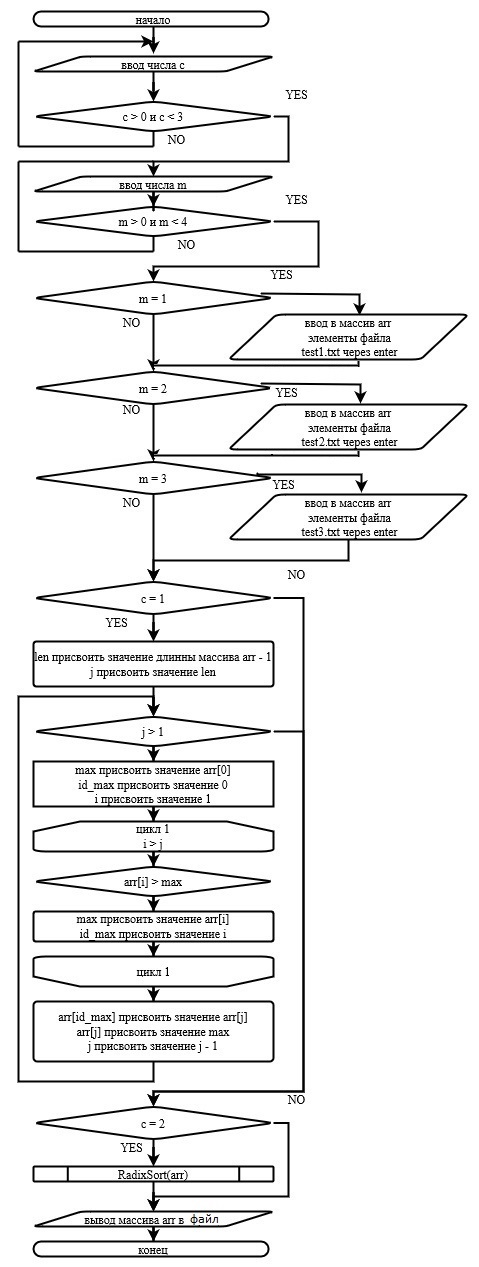 начало
ввод числа c
YES
c > 0 и c < 3
NO
ввод числа m
YES
m > 0 и m < 4
NO
YES
m = 1
NO
ввод в массив arr
элементы файла
test1.txt через enter
m = 2
YES
NO
ввод в массив arr
элементы файла
test2.txt через enter
m = 3
YES
NO
ввод в массив arr
элементы файла
test3.txt через enter
NO
c = 1
YES
len присвоить значение длинны массива arr - 1
j присвоить значение len
j > 1
max присвоить значение arr[0]
id_max присвоить значение 0
i присвоить значение 1
цикл 1
i > j
arr[i] > max
max присвоить значение arr[i]
id_max присвоить значение i
цикл 1
arr[id_max] присвоить значение arr[j]
arr[j] присвоить значение max
j присвоить значение j - 1
NO
c = 2
YES
RadixSort(arr)
вывод массива arr в файл
конец